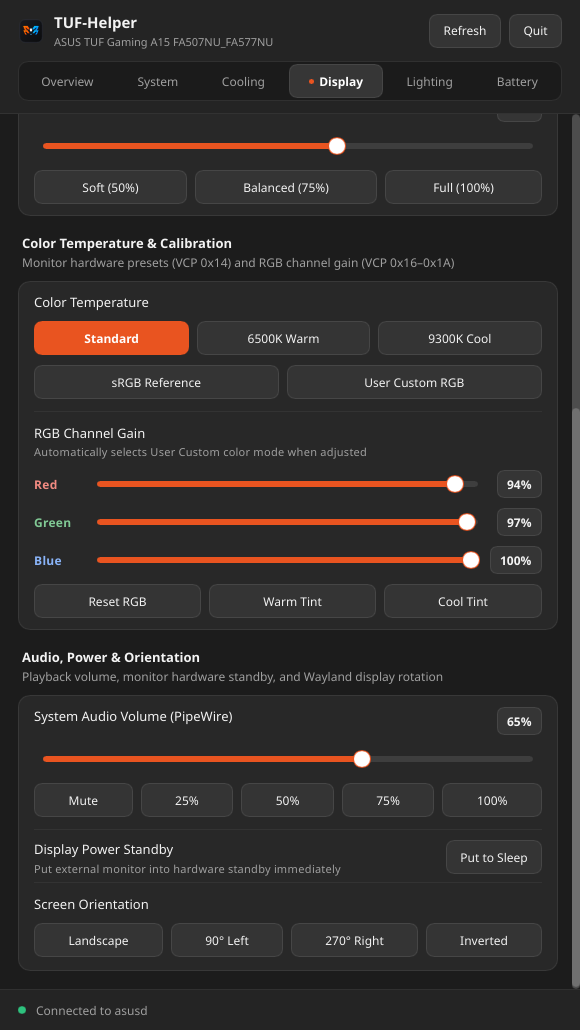 TUF-Helper
ASUS TUF Gaming A15 FA507NU_FA577NU
Refresh
Quit
Overview
System
Cooling
Display
Lighting
Battery
Soft (50%)
Balanced (75%)
Full (100%)
Color Temperature & Calibration
Monitor hardware presets (VCP 0x14) and RGB channel gain (VCP 0x16–0x1A)
Color Temperature
Standard
6500K Warm
9300K Cool
sRGB Reference
User Custom RGB
RGB Channel Gain
Automatically selects User Custom color mode when adjusted
Red
94%
Green
97%
Blue
100%
Reset RGB
Warm Tint
Cool Tint
Audio, Power & Orientation
Playback volume, monitor hardware standby, and Wayland display rotation
System Audio Volume (PipeWire)
65%
Mute
25%
50%
75%
100%
Display Power Standby
Put external monitor into hardware standby immediately
Put to Sleep
Screen Orientation
Landscape
90° Left
270° Right
Inverted
Connected to asusd